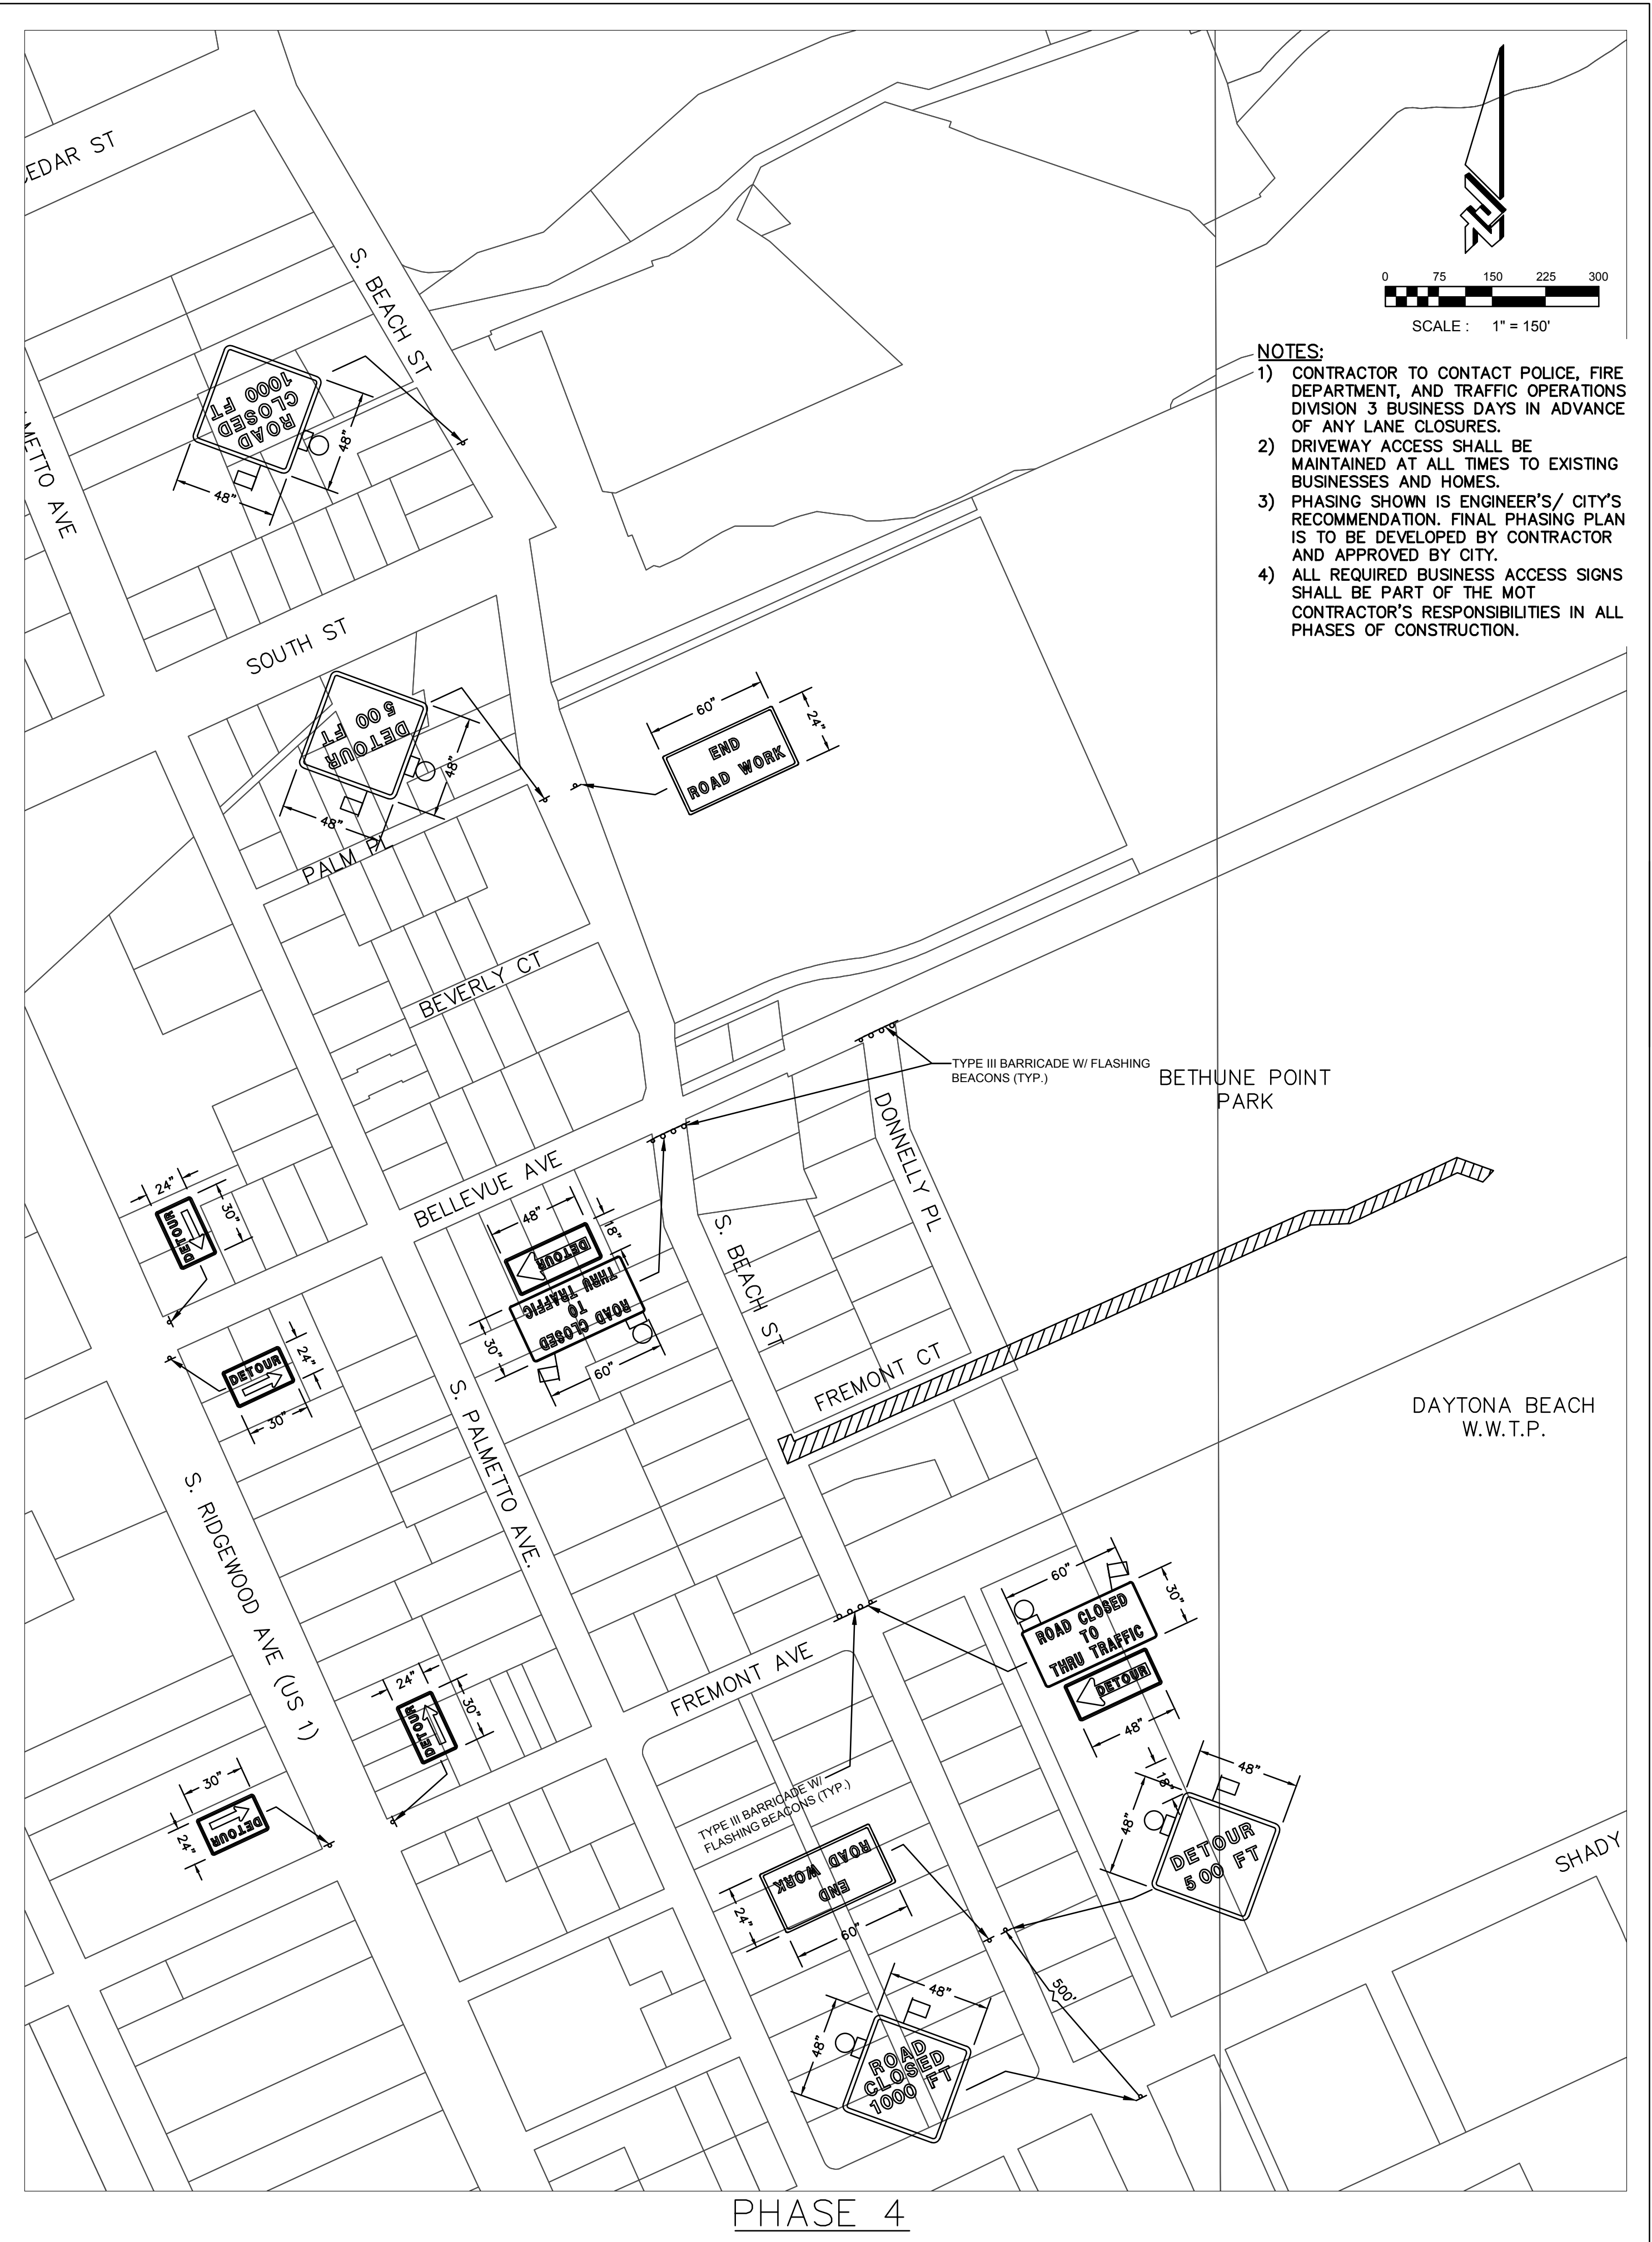 CEDAR ST
S. BEACH ST
0 75 150 225 300
SCALE : 1" = 150'
NOTES:
1) CONTRACTOR TO CONTACT POLICE, FIRE
DEPARTMENT, AND TRAFFIC OPERATIONS
DIVISION 3 BUSINESS DAYS IN ADVANCE
OF ANY LANE CLOSURES.
2) DRIVEWAY ACCESS SHALL BE
MAINTAINED AT ALL TIMES TO EXISTING
BUSINESSES AND HOMES.
3) PHASING SHOWN IS ENGINEER'S/ CITY'S
RECOMMENDATION. FINAL PHASING PLAN
IS TO BE DEVELOPED BY CONTRACTOR
AND APPROVED BY CITY.
4) ALL REQUIRED BUSINESS ACCESS SIGNS
SHALL BE PART OF THE MOT
CONTRACTOR'S RESPONSIBILITIES IN ALL
PHASES OF CONSTRUCTION.
LMETTO AVE
ROAD
CLOSED
1000 FT
48"
48"
SOUTH ST
DETOUR
500 FT
48"
48"
60"
24"
END
ROAD WORK
PALM PL
BEVERLY CT
TYPE III BARRICADE W/ FLASHING
BEACONS (TYP.)
BETHUNE POINT
PARK
DONNELLY PL
BELLEVUE AVE
24"
30"
DETOUR
48"
18"
DETOUR
ROAD CLOSED
TO
THRU TRAFFIC
30"
60"
S. BEACH ST
DETOUR
24"
30"
FREMONT CT
DAYTONA BEACH
W.W.T.P.
S. PALMETTO AVE.
S. RIDGEWOOD AVE (US 1)
60"
30"
ROAD CLOSED
TO
THRU TRAFFIC
DETOUR
48"
18"
FREMONT AVE
24"
30"
DETOUR
30"
24"
DETOUR
TYPE III BARRICADE W/
FLASHING BEACONS (TYP.)
END
ROAD WORK
24"
60"
48"
48"
DETOUR
500 FT
SHADY
500'
48"
48"
ROAD
CLOSED
1000 FT
PHASE 4